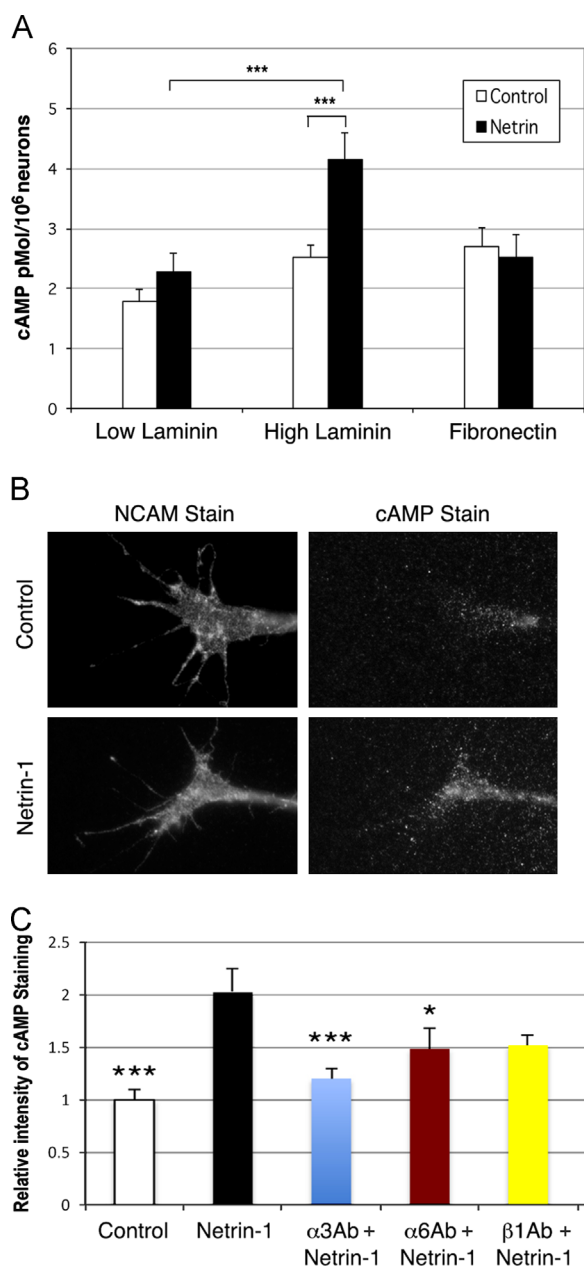 A
cAMP pMol/10⁶ neurons
6
5
4
3
2
1
0
***
***
Control
Netrin
Low Laminin
High Laminin
Fibronectin
B
NCAM Stain
cAMP Stain
Control
Netrin-1
C
Relative intensity of cAMP Staining
2.5
2
1.5
1
0.5
0
***
***
*
Control
Netrin-1
α3Ab +
Netrin-1
α6Ab +
Netrin-1
β1Ab +
Netrin-1